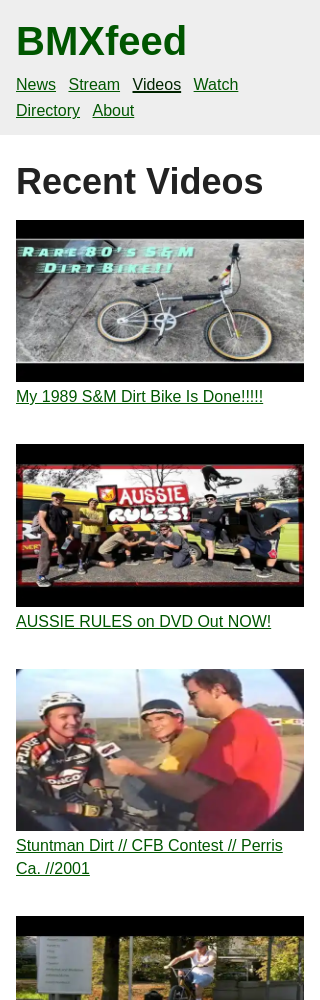 BMXfeed
News Stream Videos Watch
Directory About
Recent Videos
RARE 80's S&M
DIRT BIKE!!
My 1989 S&M Dirt Bike Is Done!!!!!
AUSSIE
RULES!
AUSSIE RULES on DVD Out NOW!
Stuntman Dirt // CFB Contest // Perris
Ca. //2001